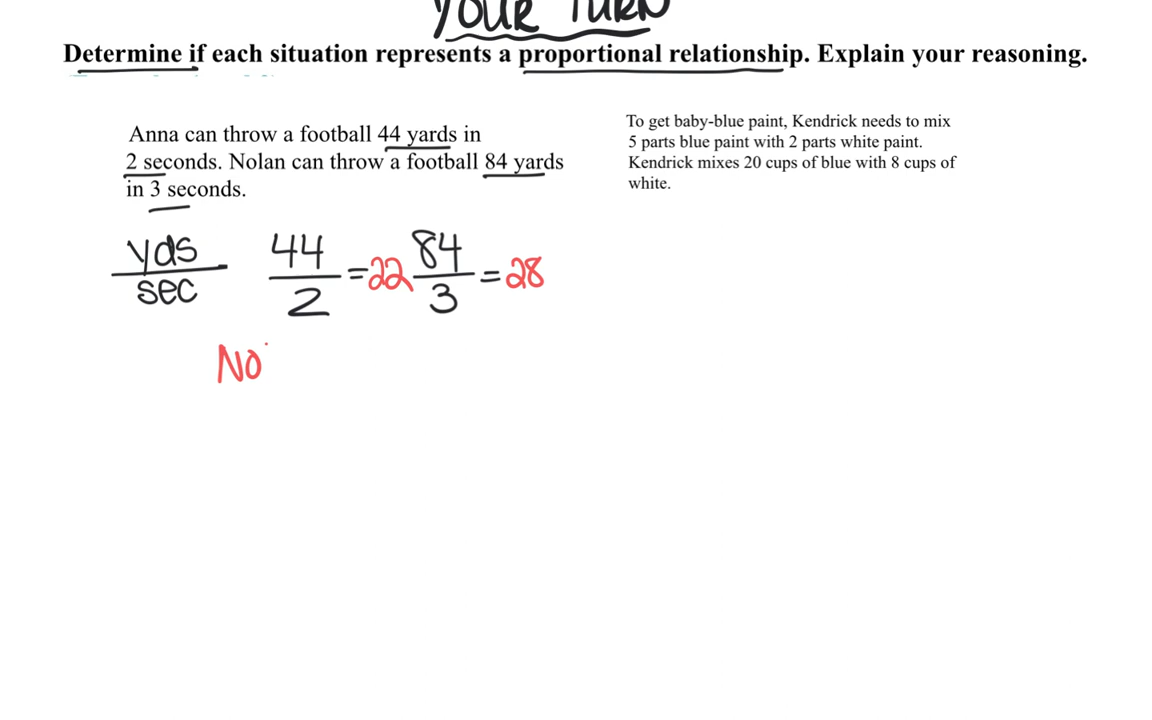 YOUR TURN
Determine if each situation represents a proportional relationship. Explain your reasoning.
Anna can throw a football 44 yards in
2 seconds. Nolan can throw a football 84 yards
in 3 seconds.
To get baby-blue paint, Kendrick needs to mix
5 parts blue paint with 2 parts white paint.
Kendrick mixes 20 cups of blue with 8 cups of
white.
yds
sec
44
2
=22
84
3
=28
NO